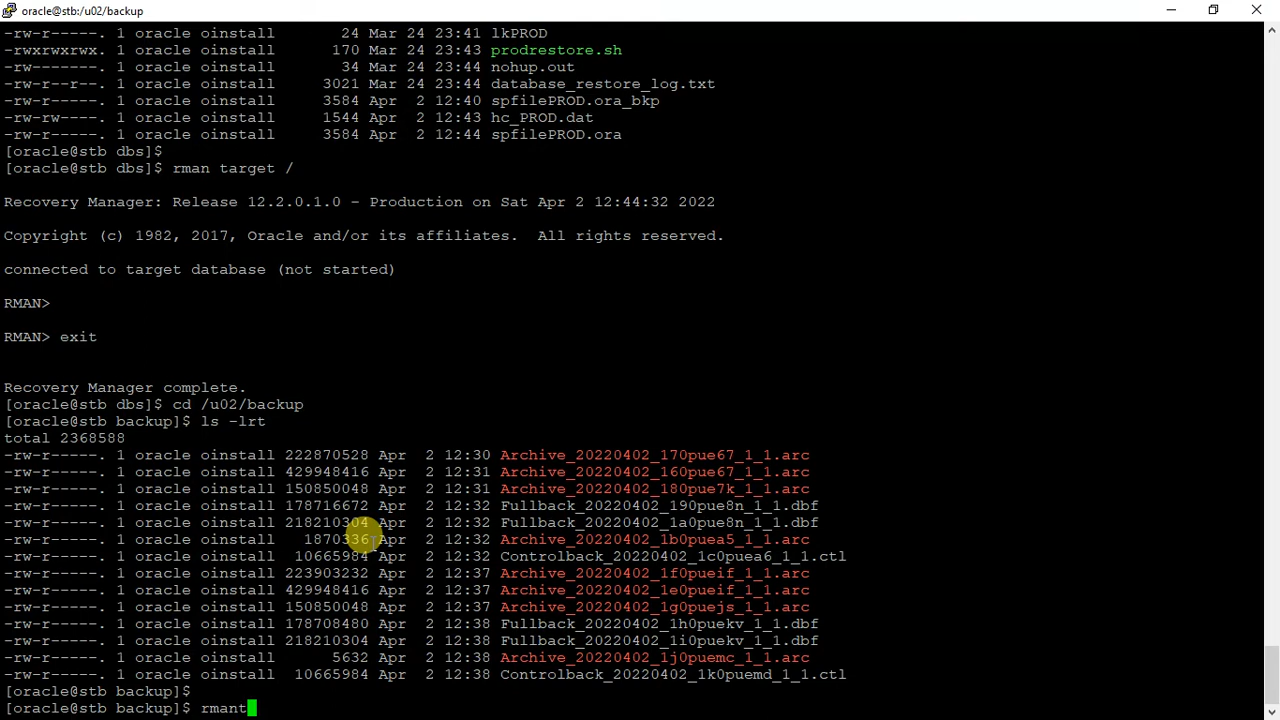 oracle@stb:/u02/backup
-rw-r-----. 1 oracle oinstall 24 Mar 24 23:41 lkPROD
-rwxrwxrwx. 1 oracle oinstall 170 Mar 24 23:43 prodrestore.sh
-rw-r--r--. 1 oracle oinstall 34 Mar 24 23:44 nohup.out
-rw-r--r--. 1 oracle oinstall 3021 Mar 24 23:44 database_restore_log.txt
-rw-r-----. 1 oracle oinstall 3584 Apr 2 12:40 spfilePROD.ora_bkp
-rw-rw----. 1 oracle oinstall 1544 Apr 2 12:43 hc_PROD.dat
-rw-r-----. 1 oracle oinstall 3584 Apr 2 12:44 spfilePROD.ora
[oracle@stb dbs]$
[oracle@stb dbs]$ rman target /
Recovery Manager: Release 12.2.0.1.0 - Production on Sat Apr 2 12:44:32 2022
Copyright (c) 1982, 2017, Oracle and/or its affiliates. All rights reserved.
connected to target database (not started)
RMAN>
RMAN> exit
Recovery Manager complete.
[oracle@stb dbs]$ cd /u02/backup
[oracle@stb backup]$ ls -lrt
total 2368588
-rw-r-----. 1 oracle oinstall 222870528 Apr 2 12:30 Archive_20220402_170pue67_1_1.arc
-rw-r-----. 1 oracle oinstall 429948416 Apr 2 12:31 Archive_20220402_160pue67_1_1.arc
-rw-r-----. 1 oracle oinstall 150850048 Apr 2 12:31 Archive_20220402_180pue7k_1_1.arc
-rw-r-----. 1 oracle oinstall 178716672 Apr 2 12:32 Fullback_20220402_190pue8n_1_1.dbf
-rw-r-----. 1 oracle oinstall 218210304 Apr 2 12:32 Fullback_20220402_1a0pue8n_1_1.dbf
-rw-r-----. 1 oracle oinstall 1870336 Apr 2 12:32 Archive_20220402_1b0puea5_1_1.arc
-rw-r-----. 1 oracle oinstall 10665984 Apr 2 12:32 Controlback_20220402_1c0puea6_1_1.ctl
-rw-r-----. 1 oracle oinstall 223903232 Apr 2 12:37 Archive_20220402_1f0pueif_1_1.arc
-rw-r-----. 1 oracle oinstall 429948416 Apr 2 12:37 Archive_20220402_1e0pueif_1_1.arc
-rw-r-----. 1 oracle oinstall 150850048 Apr 2 12:37 Archive_20220402_1g0puejs_1_1.arc
-rw-r-----. 1 oracle oinstall 178708480 Apr 2 12:38 Fullback_20220402_1h0puekv_1_1.dbf
-rw-r-----. 1 oracle oinstall 218210304 Apr 2 12:38 Fullback_20220402_1i0puekv_1_1.dbf
-rw-r-----. 1 oracle oinstall 5632 Apr 2 12:38 Archive_20220402_1j0puemc_1_1.arc
-rw-r-----. 1 oracle oinstall 10665984 Apr 2 12:38 Controlback_20220402_1k0puemd_1_1.ctl
[oracle@stb backup]$
[oracle@stb backup]$ rmant